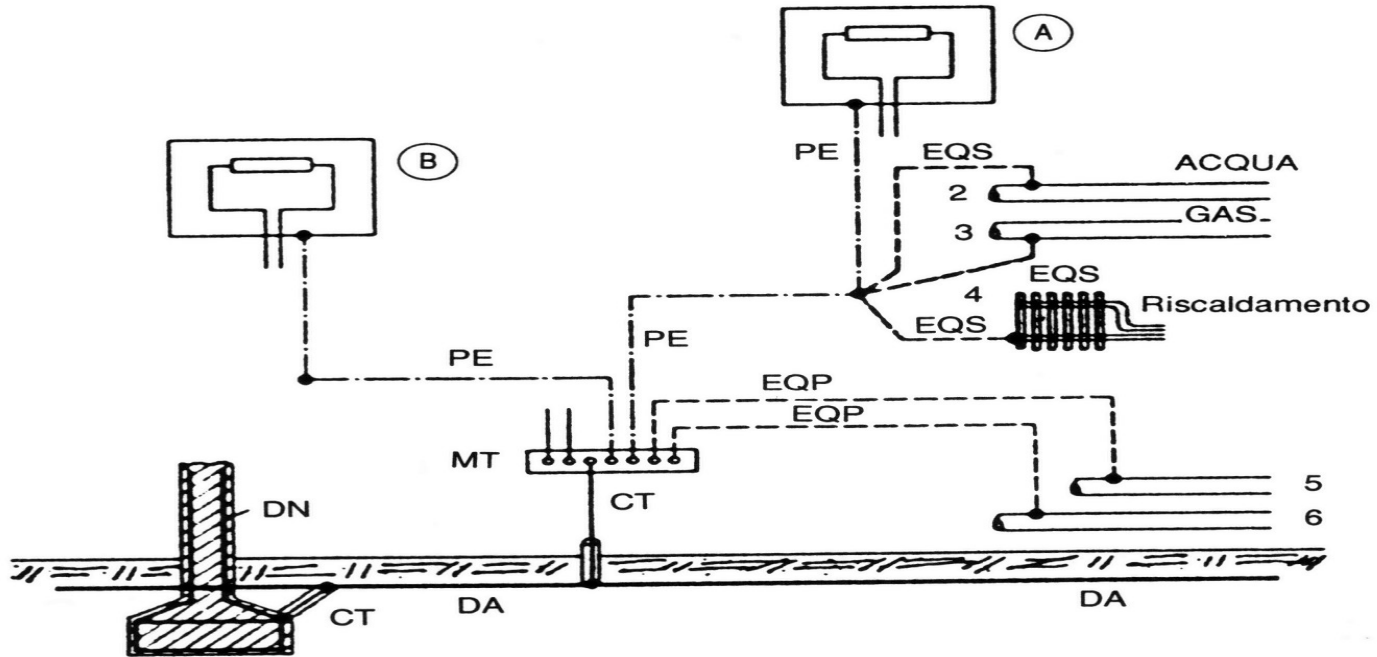 A
PE
EQS
ACQUA
B
2
GAS
3
EQS
4
Riscaldamento
EQS
PE
PE
EQP
EQP
MT
CT
5
DN
6
CT
DA
DA